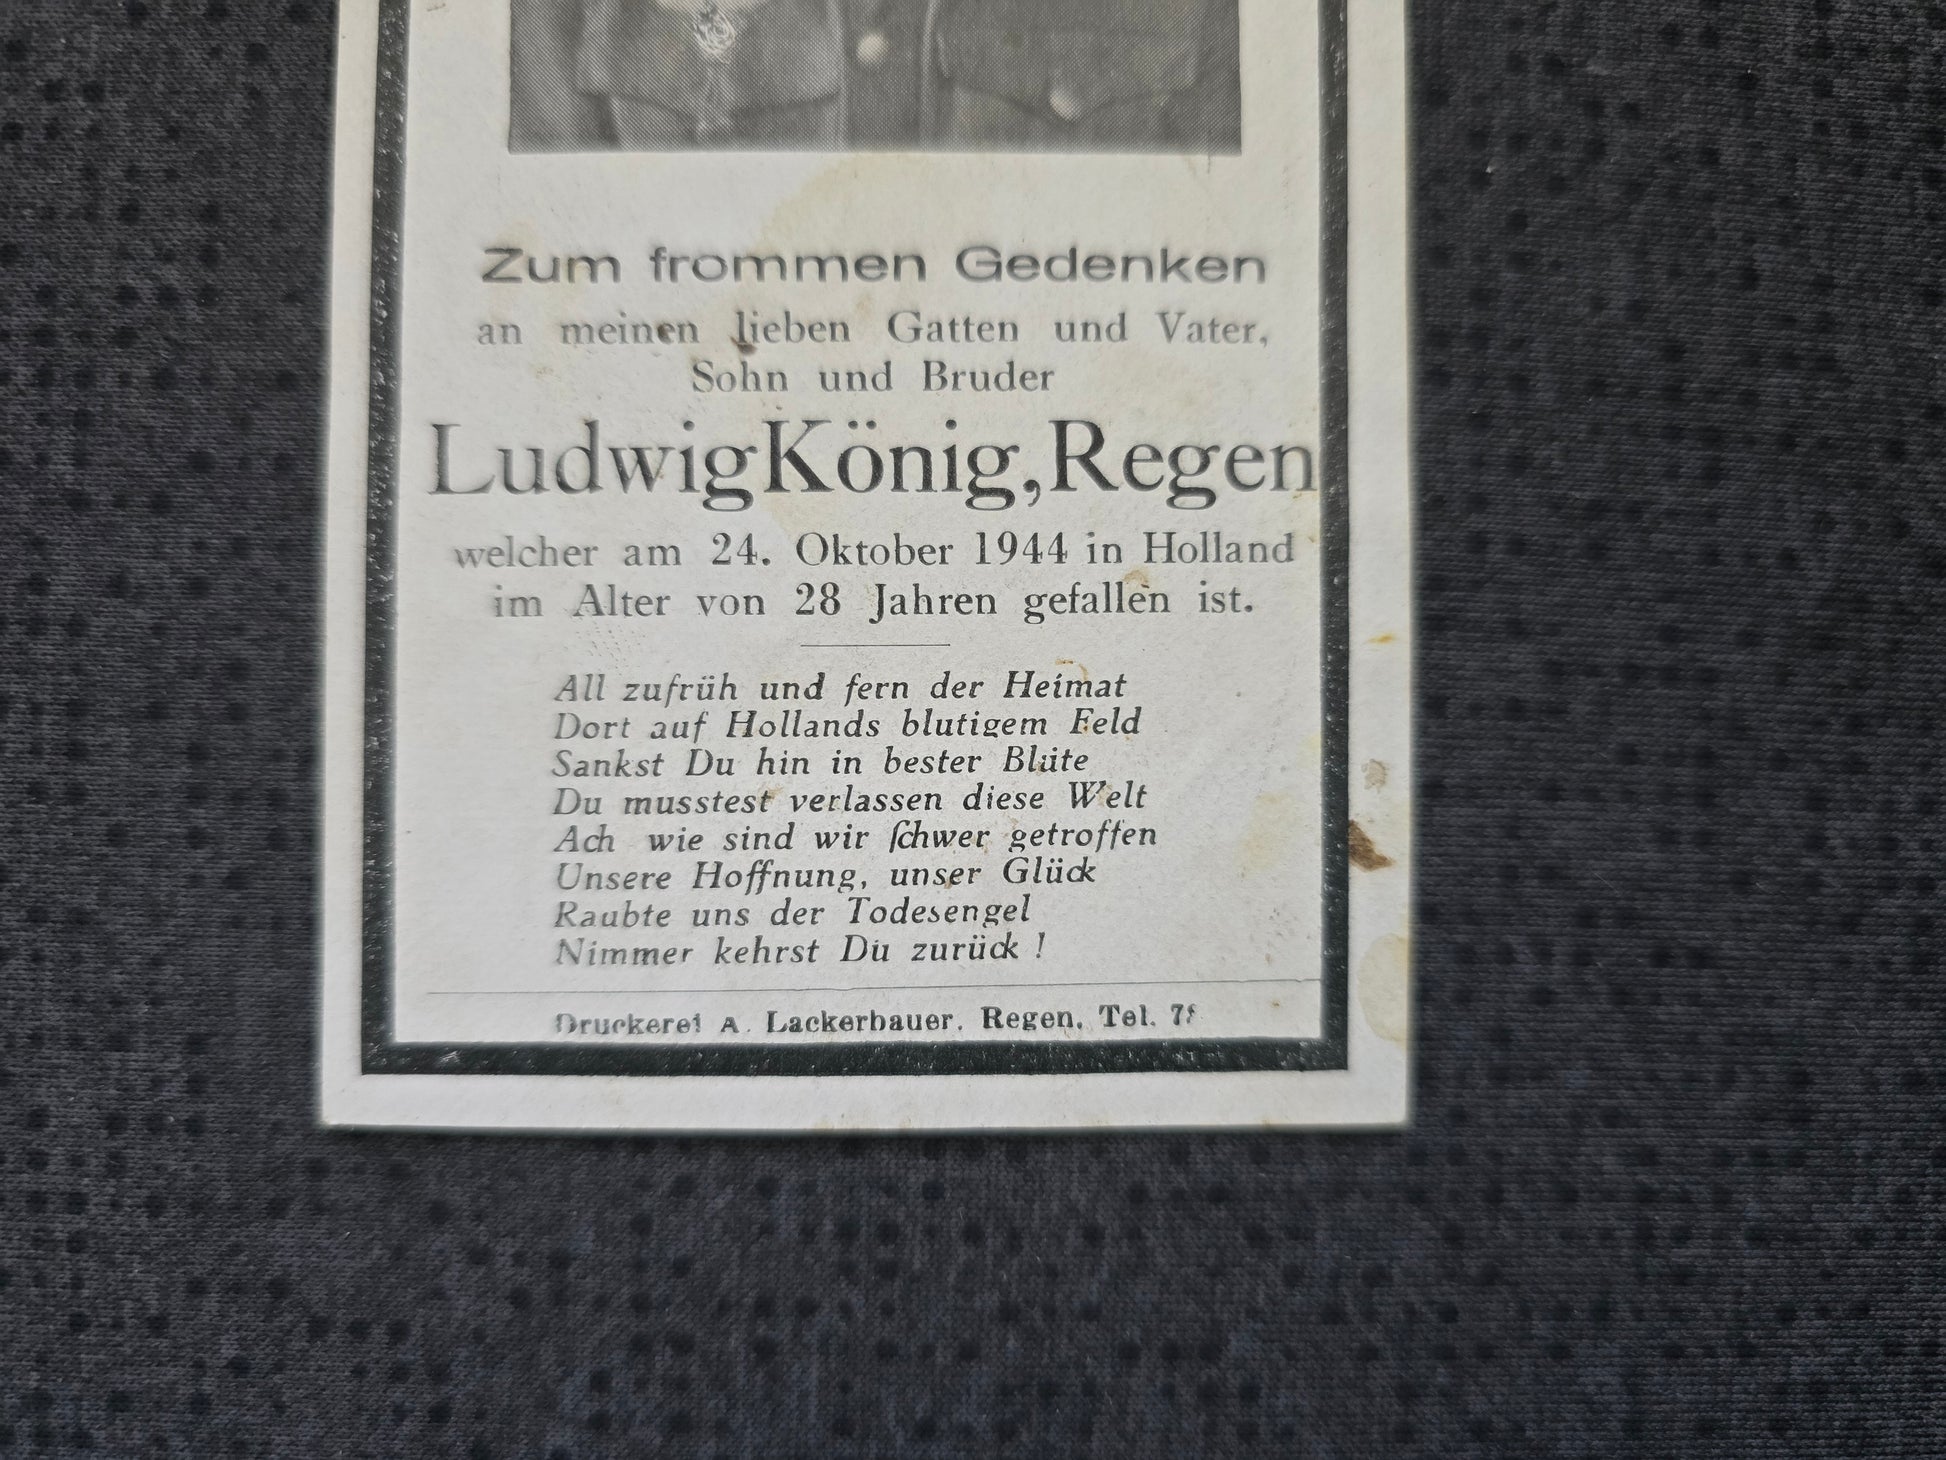 Zum frommen Gedenken
an meinen lieben Gatten und Vater,
Sohn und Bruder
Ludwig König, Regen
welcher am 24. Oktober 1944 in Holland
im Alter von 28 Jahren gefallen ist.
All zufrüh und fern der Heimat
Dort auf Hollands blutigem Feld
Sankst Du hin in bester Blüte
Du musstest verlassen diese Welt
Ach wie sind wir ſchwer getroffen
Unsere Hoffnung, unser Glück
Raubte uns der Todesengel
Nimmer kehrst Du zurück !
Druckerei A. Lackerbauer, Regen, Tel.